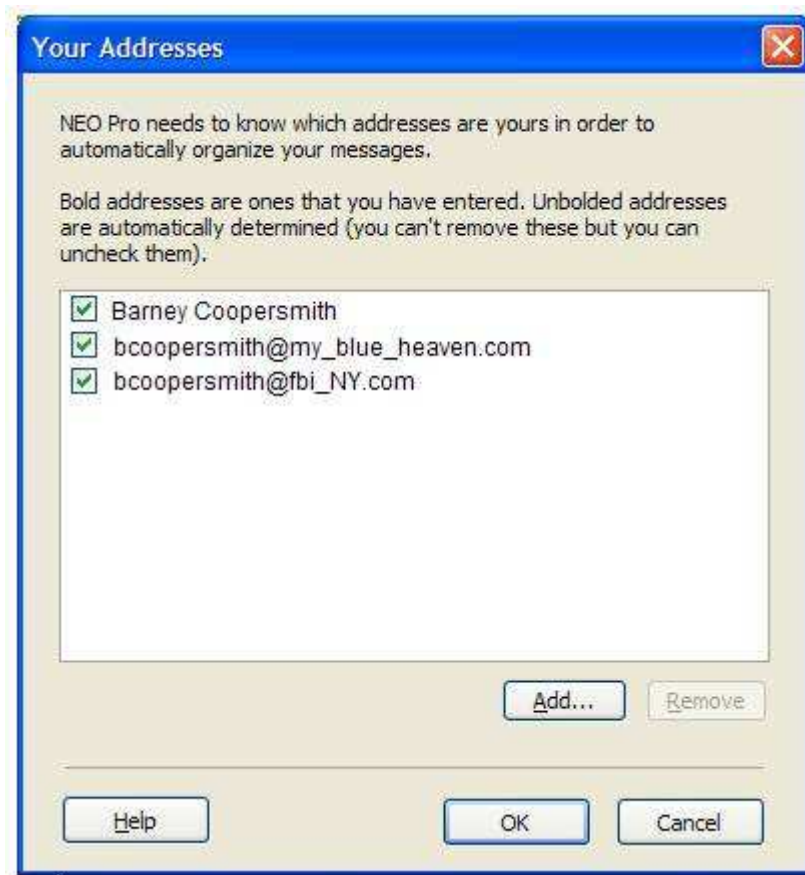 Your Addresses
NEO Pro needs to know which addresses are yours in order to
automatically organize your messages.
Bold addresses are ones that you have entered. Unbolded addresses
are automatically determined (you can't remove these but you can
uncheck them).
Barney Coopersmith
bcoopersmith@my_blue_heaven.com
bcoopersmith@fbi_NY.com
Add...
Remove
Help
OK
Cancel